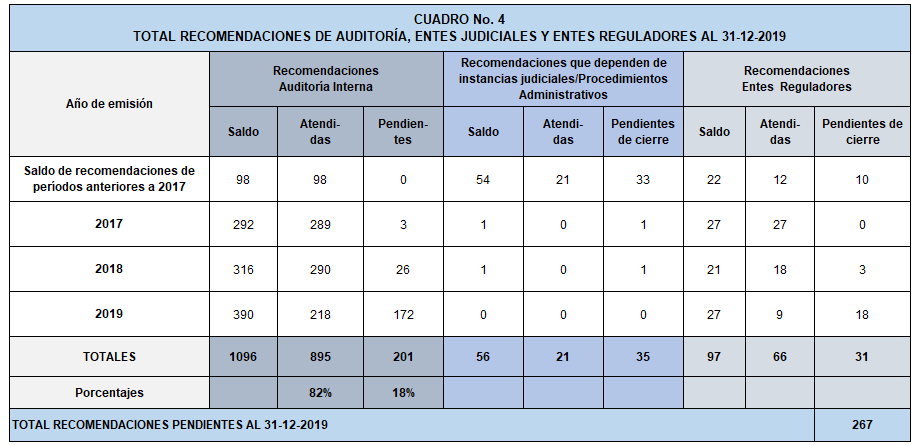 CUADRO No. 4
TOTAL RECOMENDACIONES DE AUDITORÍA, ENTES JUDICIALES Y ENTES REGULADORES AL 31-12-2019
Año de emisión
Recomendaciones
Auditoría Interna
Recomendaciones que dependen de
instancias judiciales/Procedimientos
Administrativos
Recomendaciones
Entes Reguladores
Saldo
Atendi-
das
Pendien-
tes
Saldo
Atendi-
das
Pendientes
de cierre
Saldo
Atendi-
das
Pendientes de
cierre
Saldo de recomendaciones de
períodos anteriores a 2017
98 98 0 54 21 33 22 12 10
2017 292 289 3 1 0 1 27 27 0
2018 316 290 26 1 0 1 21 18 3
2019 390 218 172 0 0 0 27 9 18
TOTALES 1096 895 201 56 21 35 97 66 31
Porcentajes 82% 18%
TOTAL RECOMENDACIONES PENDIENTES AL 31-12-2019 267